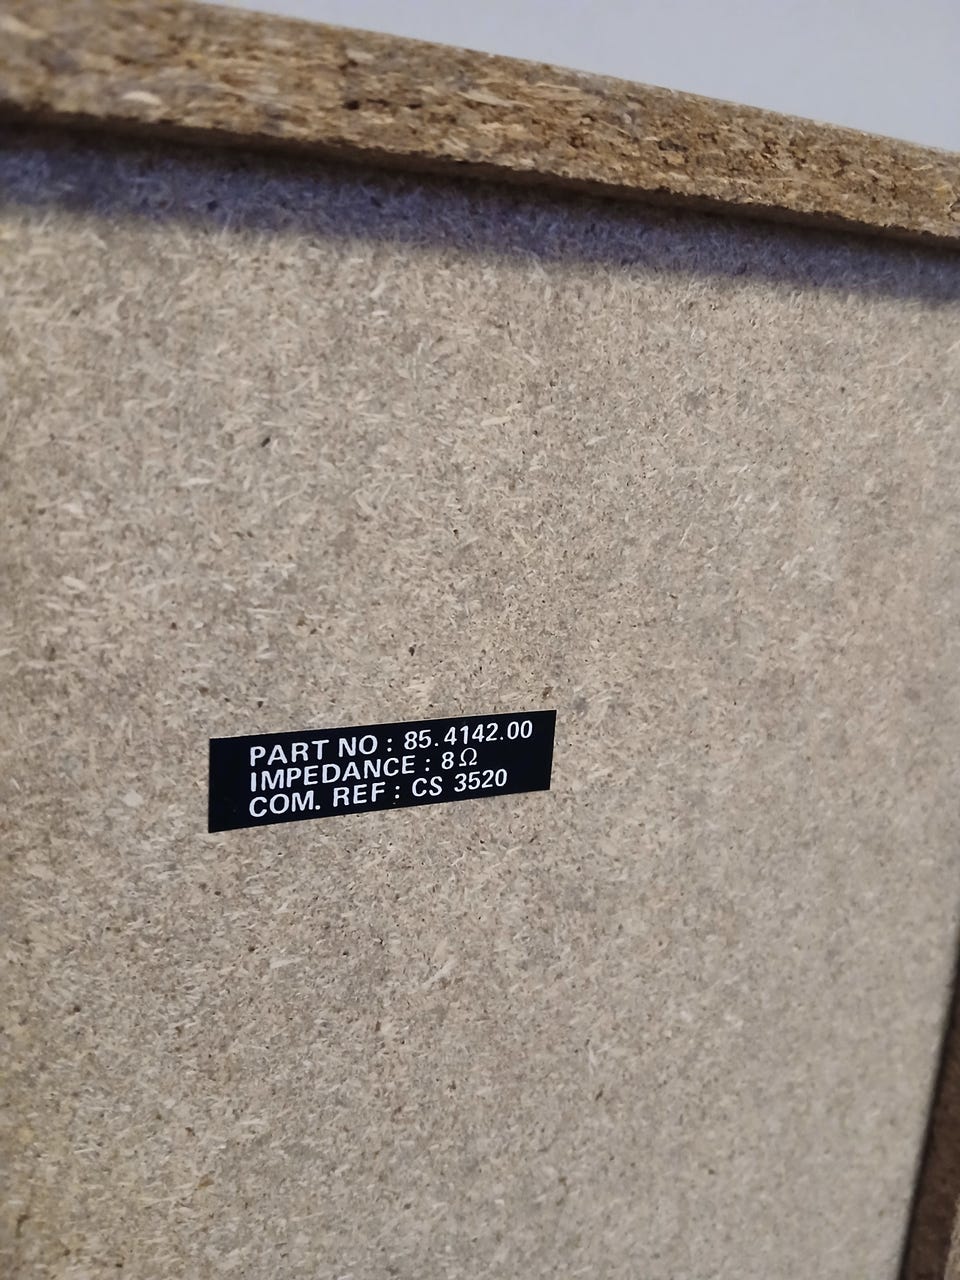 PART NO : 85.4142.00
IMPEDANCE : 8Ω
COM. REF : CS 3520